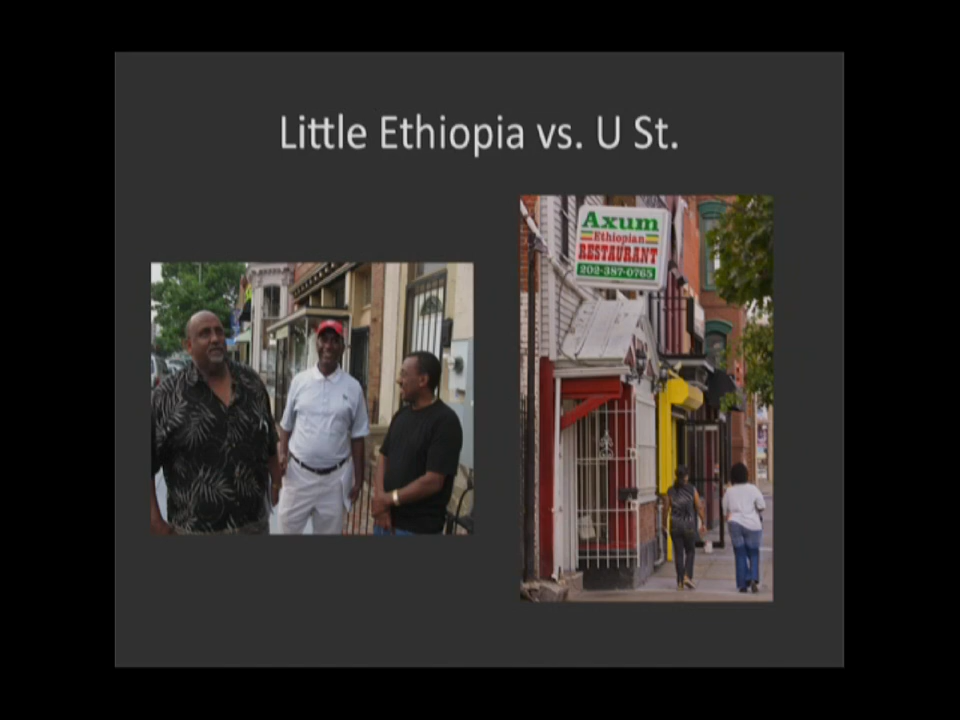 Little Ethiopia vs. U St.
Axum
Ethiopian
RESTAURANT
202-387-0765